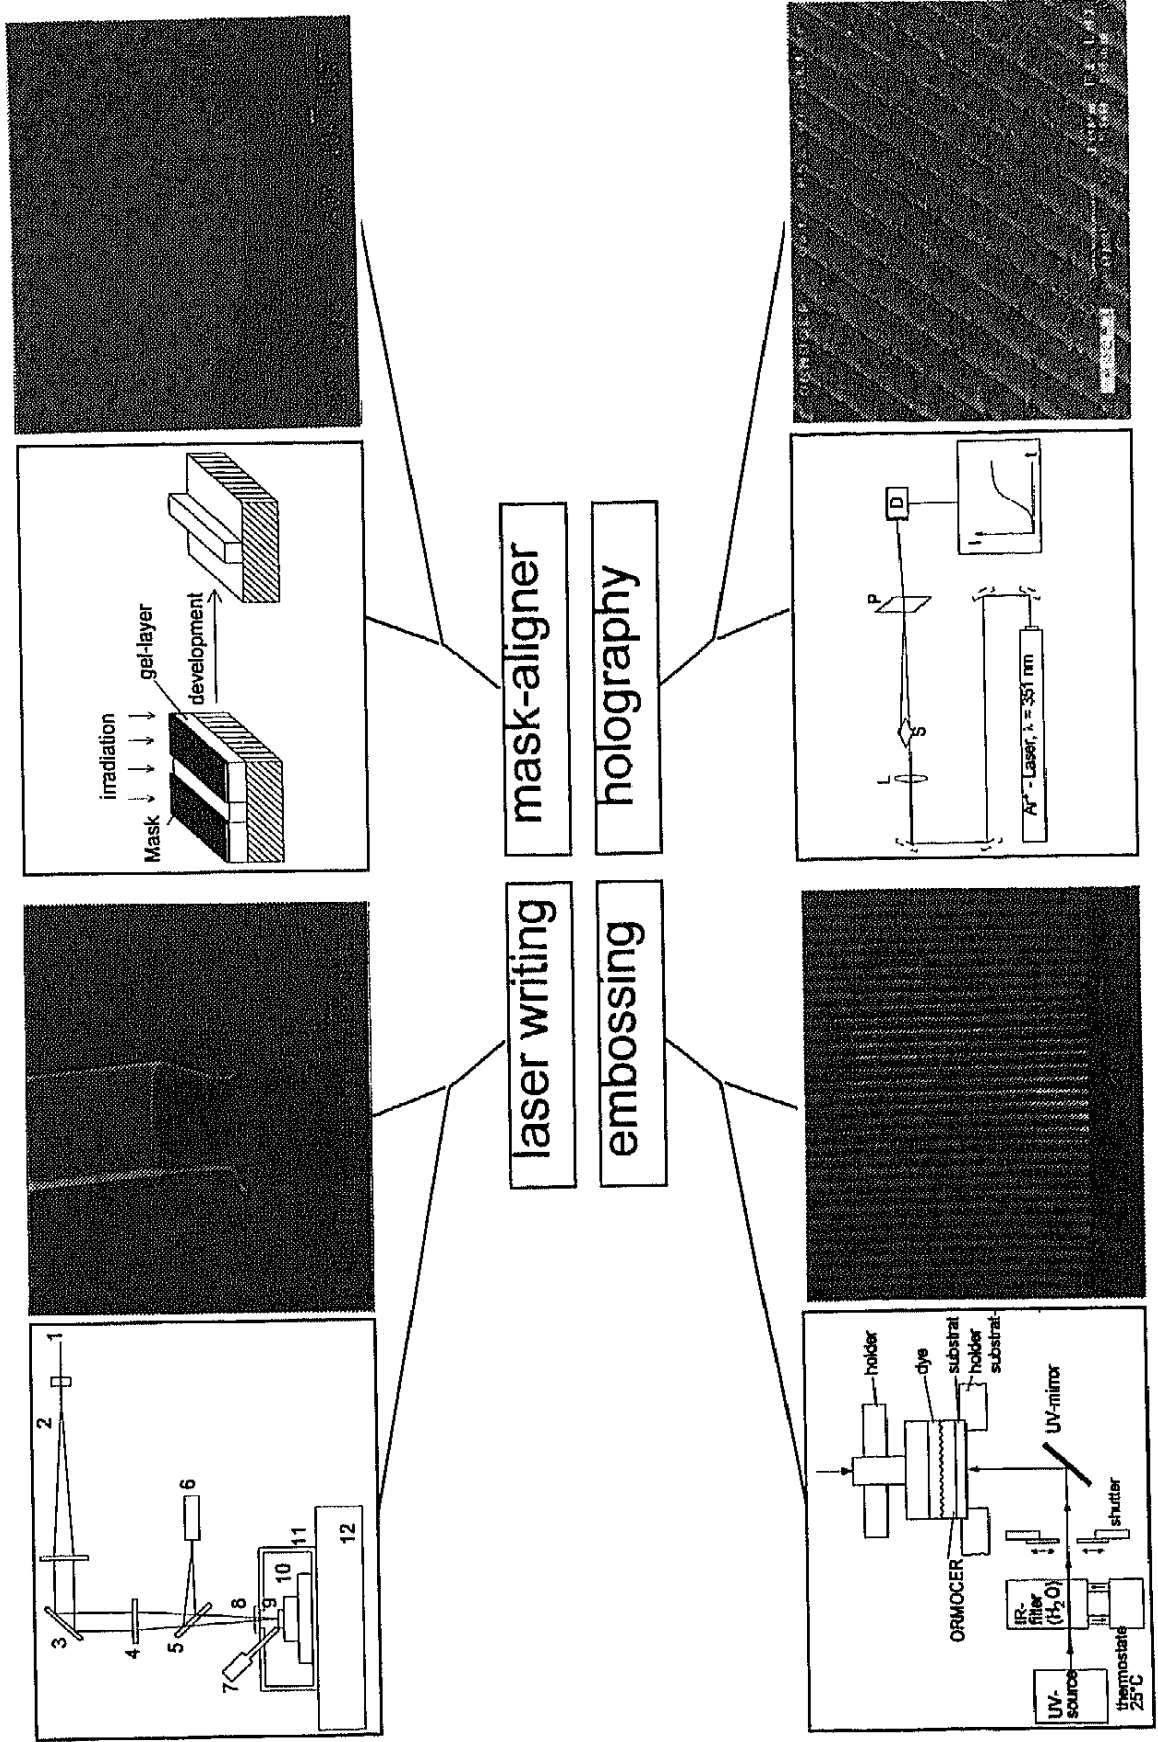 1
2
3
4
5
6
7
8
9
10
11
12
irradiation
Mask
gel-layer
development
laser writing
mask-aligner
embossing
holography
holder
dye
substrat
holder
substrat-
ORMOCER
UV-mirror
shutter
IR-
filter
(H₂O)
UV-
source
thermostate
25°C
L
S
P
D
I
t
Ar⁺ - Laser, λ = 351 nm